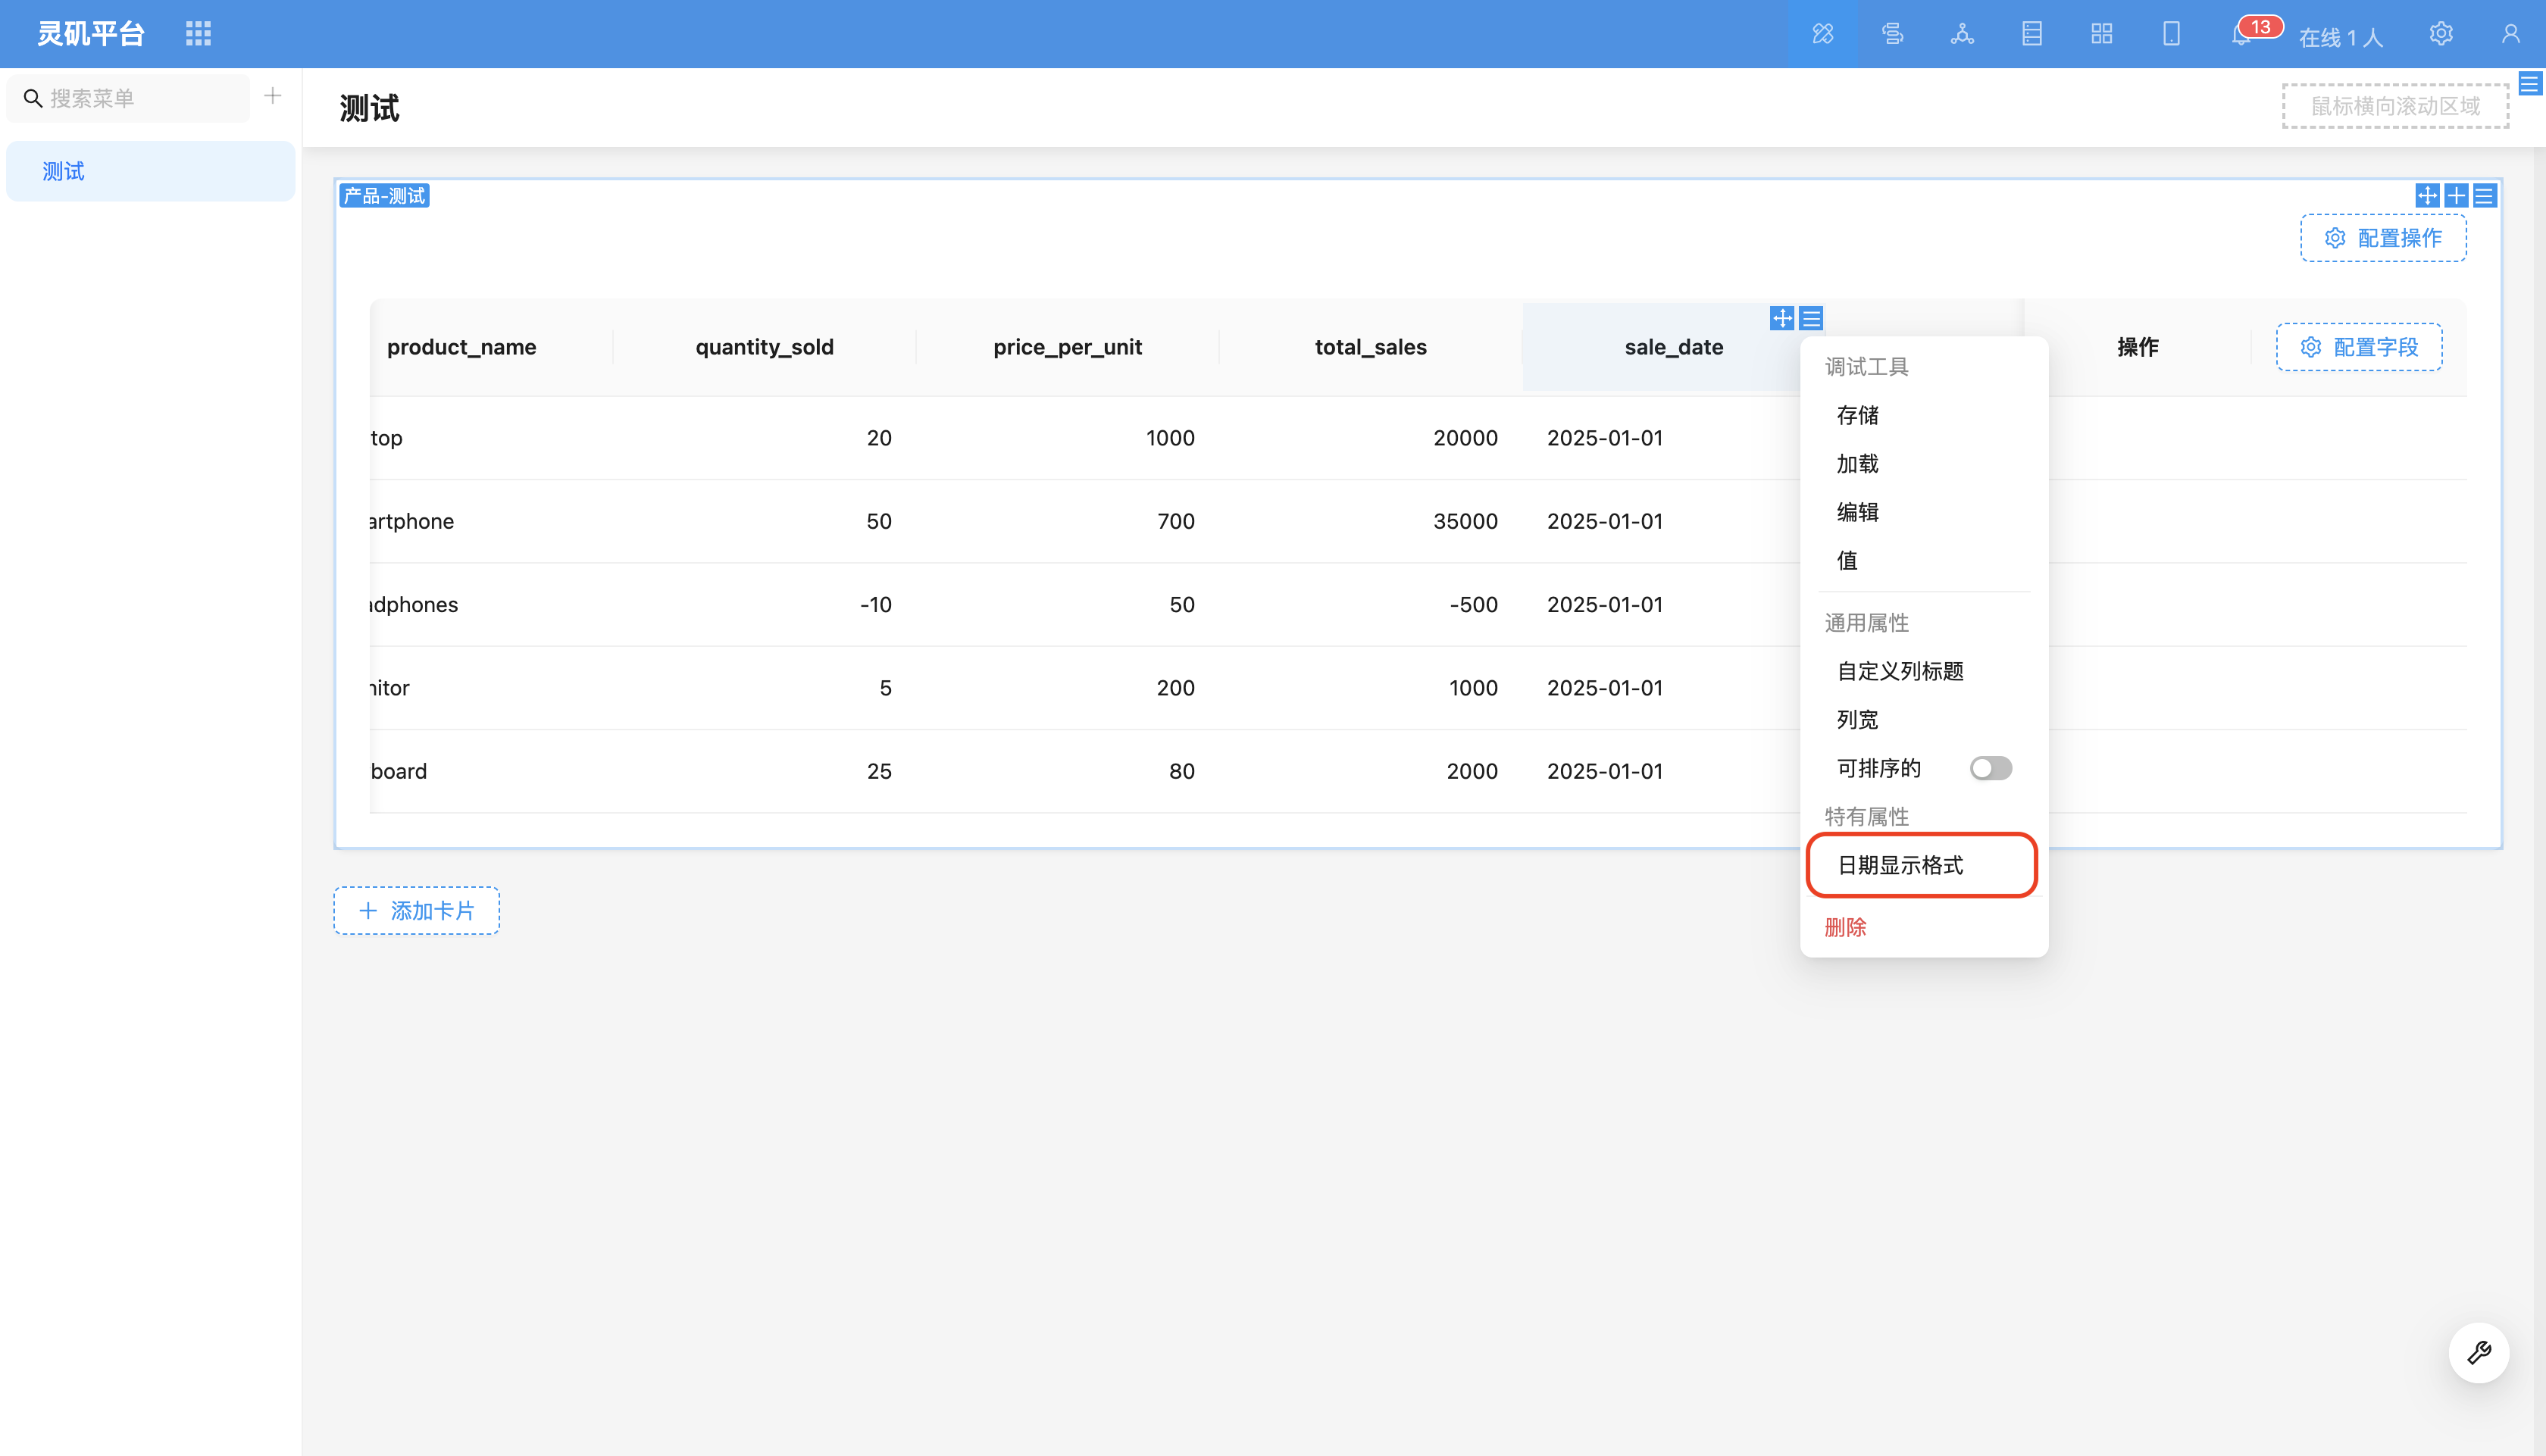 灵矶平台
13
在线 1 人
搜索菜单
测试
测试
鼠标横向滚动区域
产品-测试
配置操作
product_name quantity_sold price_per_unit total_sales sale_date 操作 配置字段
top 20 1000 20000 2025-01-01
artphone 50 700 35000 2025-01-01
adphones -10 50 -500 2025-01-01
nitor 5 200 1000 2025-01-01
board 25 80 2000 2025-01-01
调试工具
存储
加载
编辑
值
通用属性
自定义列标题
列宽
可排序的
特有属性
日期显示格式
删除
添加卡片